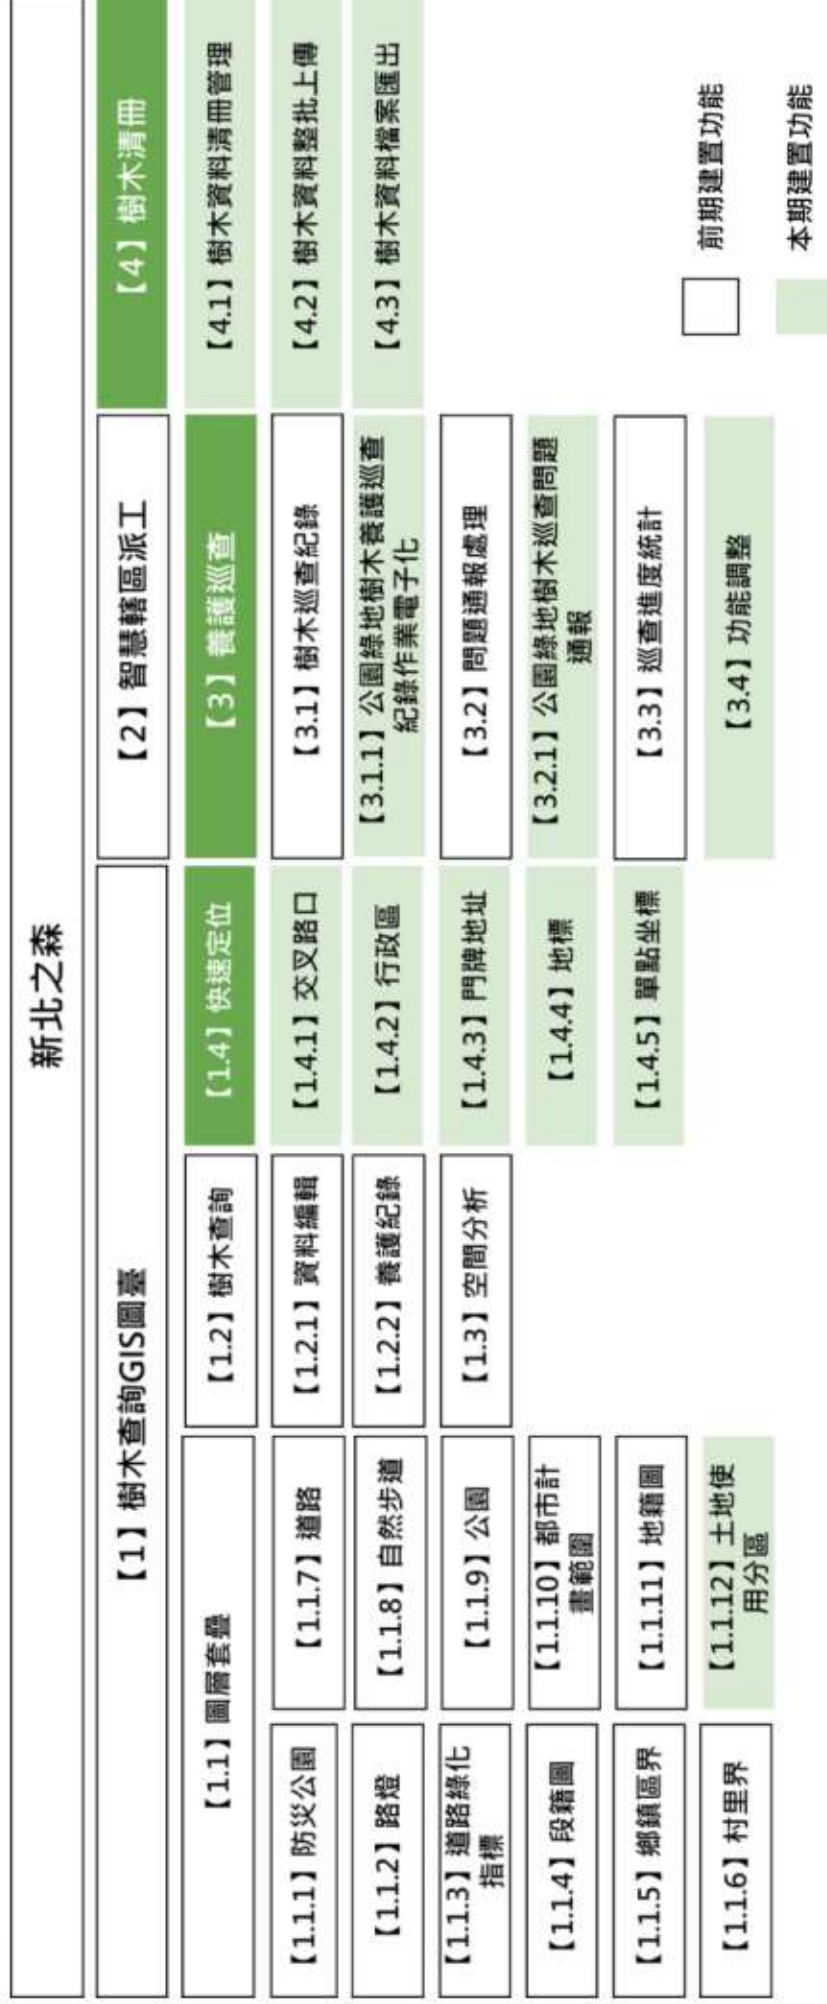 新北之森
【1】樹木查詢GIS圖臺
【1.1】圖層套疊
【1.1.1】防災公園
【1.1.2】路燈
【1.1.3】道路綠化
指標
【1.1.4】段籍圖
【1.1.5】鄉鎮區界
【1.1.6】村里界
【1.1.7】道路
【1.1.8】自然步道
【1.1.9】公園
【1.1.10】都市計
畫範圍
【1.1.11】地籍圖
【1.1.12】土地使
用分區
【1.2】樹木查詢
【1.2.1】資料編輯
【1.2.2】養護紀錄
【1.3】空間分析
【1.4】快速定位
【1.4.1】交叉路口
【1.4.2】行政區
【1.4.3】門牌地址
【1.4.4】地標
【1.4.5】單點坐標
【2】智慧轄區派工
【3】養護巡查
【3.1】樹木巡查紀錄
【3.1.1】公園綠地樹木養護巡查
紀錄作業電子化
【3.2】問題通報處理
【3.2.1】公園綠地樹木巡查問題
通報
【3.3】巡查進度統計
【3.4】功能調整
【4】樹木清冊
【4.1】樹木資料清冊管理
【4.2】樹木資料整批上傳
【4.3】樹木資料檔案匯出
前期建置功能
本期建置功能